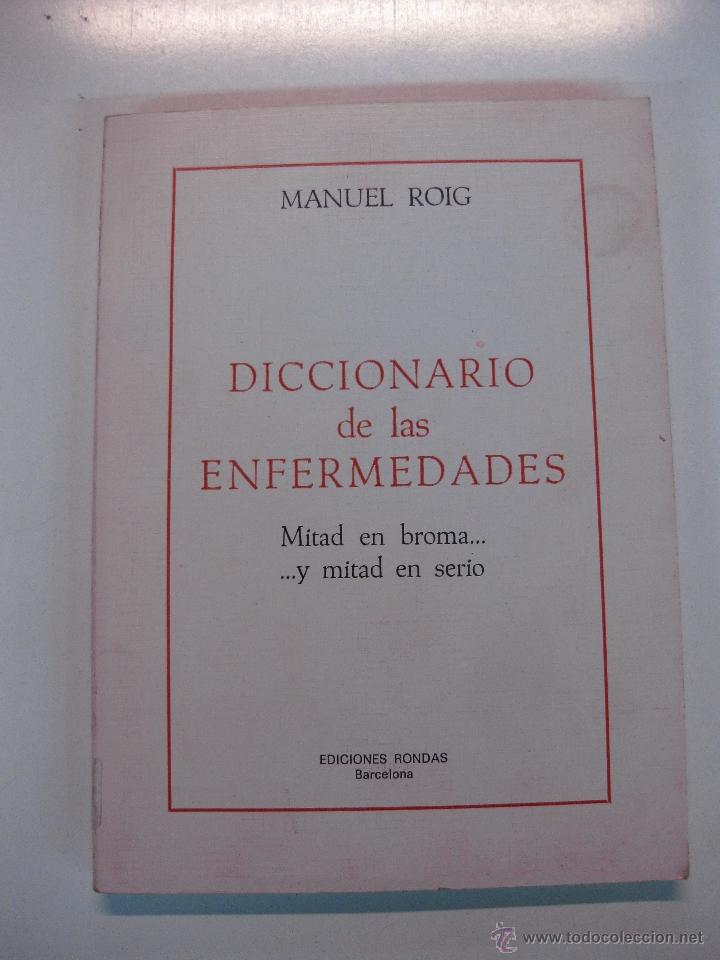 MANUEL ROIG
DICCIONARIO
de las
ENFERMEDADES
Mitad en broma...
...y mitad en serio
EDICIONES RONDAS
Barcelona
© www.todocoleccion.net